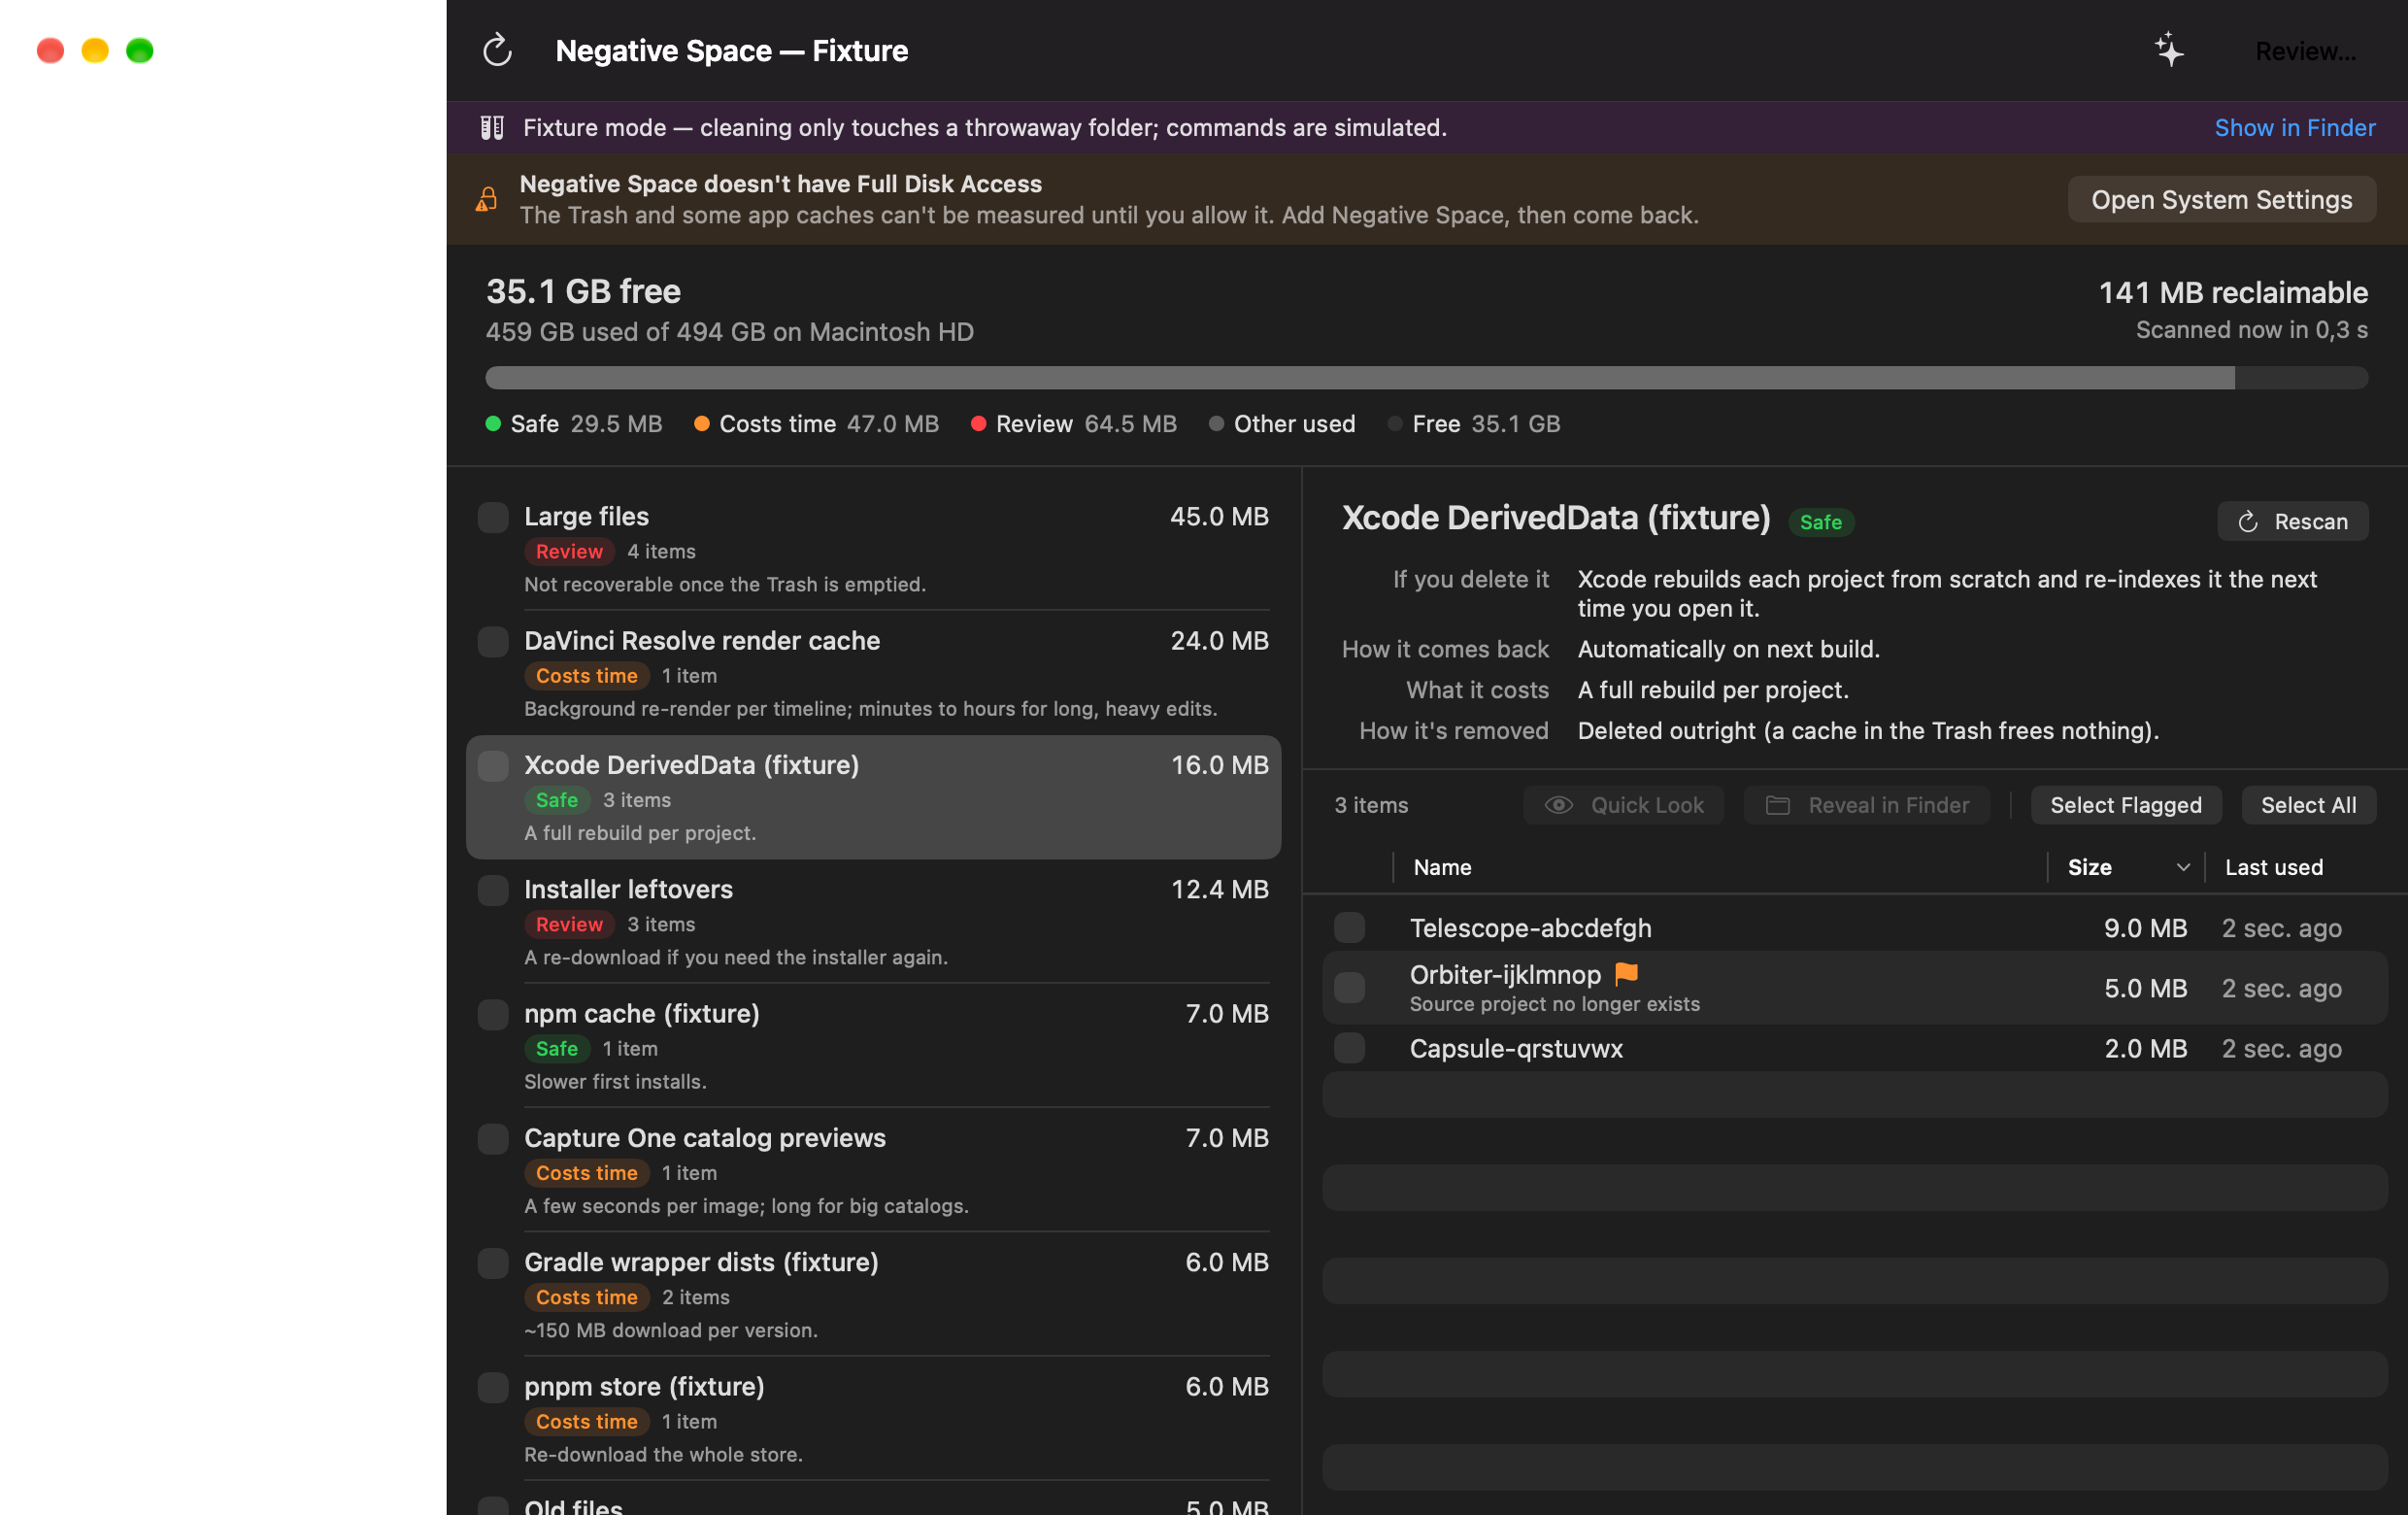 Negative Space — Fixture
Review...
Fixture mode — cleaning only touches a throwaway folder; commands are simulated.
Show in Finder
Negative Space doesn't have Full Disk Access
The Trash and some app caches can't be measured until you allow it. Add Negative Space, then come back.
Open System Settings
35.1 GB free
459 GB used of 494 GB on Macintosh HD
141 MB reclaimable
Scanned now in 0,3 s
Safe 29.5 MB Costs time 47.0 MB Review 64.5 MB Other used Free 35.1 GB
Large files 45.0 MB
Review 4 items
Not recoverable once the Trash is emptied.
DaVinci Resolve render cache 24.0 MB
Costs time 1 item
Background re-render per timeline; minutes to hours for long, heavy edits.
Xcode DerivedData (fixture) 16.0 MB
Safe 3 items
A full rebuild per project.
Installer leftovers 12.4 MB
Review 3 items
A re-download if you need the installer again.
npm cache (fixture) 7.0 MB
Safe 1 item
Slower first installs.
Capture One catalog previews 7.0 MB
Costs time 1 item
A few seconds per image; long for big catalogs.
Gradle wrapper dists (fixture) 6.0 MB
Costs time 2 items
~150 MB download per version.
pnpm store (fixture) 6.0 MB
Costs time 1 item
Re-download the whole store.
Old files 5.0 MB
Xcode DerivedData (fixture) Safe
Rescan
If you delete it Xcode rebuilds each project from scratch and re-indexes it the next
time you open it.
How it comes back Automatically on next build.
What it costs A full rebuild per project.
How it's removed Deleted outright (a cache in the Trash frees nothing).
3 items Quick Look Reveal in Finder Select Flagged Select All
Name Size Last used
Telescope-abcdefgh 9.0 MB 2 sec. ago
Orbiter-ijklmnop 5.0 MB 2 sec. ago
Source project no longer exists
Capsule-qrstuvwx 2.0 MB 2 sec. ago